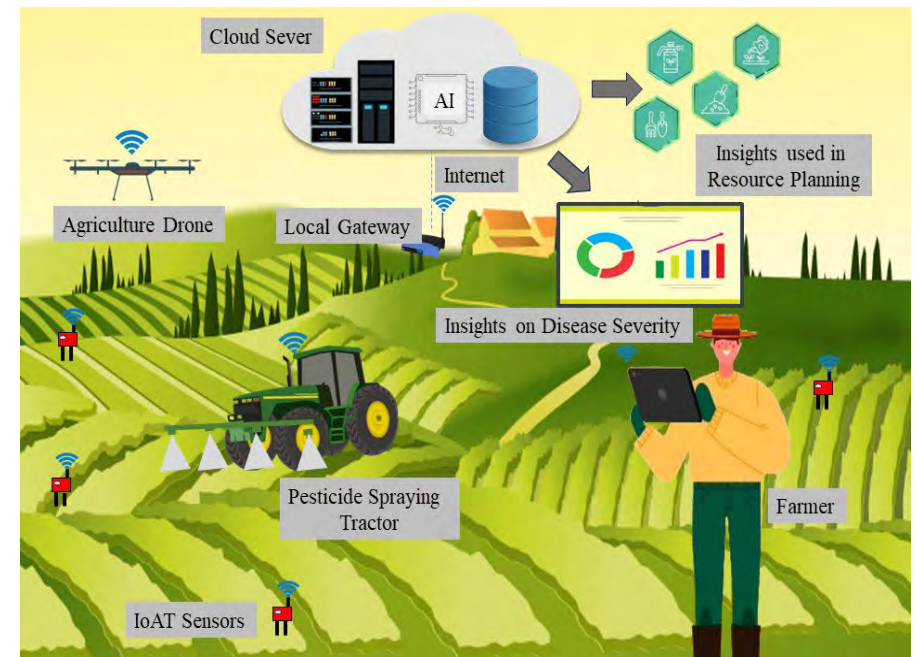 Cloud Sever
AI
Insights used in
Resource Planning
Internet
Agriculture Drone
Local Gateway
Insights on Disease Severity
Pesticide Spraying
Tractor
Farmer
IoAT Sensors